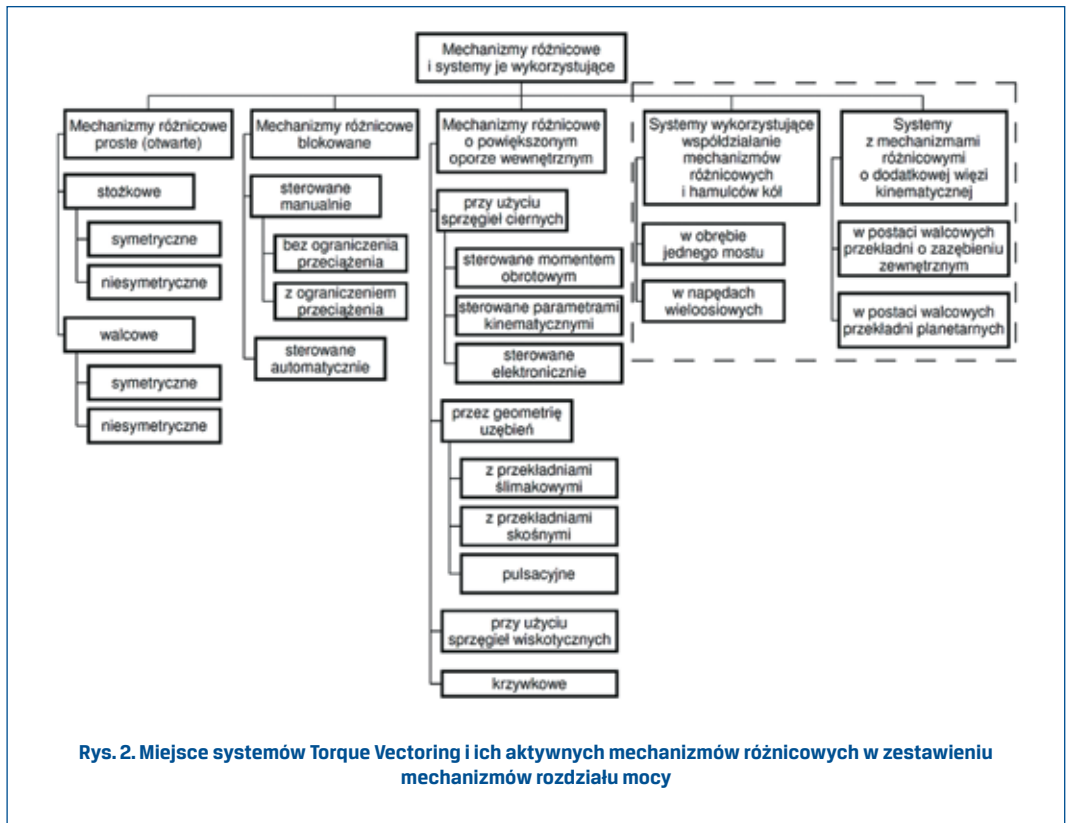 Mechanizmy różnicowe
i systemy je wykorzystujące
Mechanizmy różnicowe
proste (otwarte)
stożkowe
symetryczne
niesymetryczne
walcowe
symetryczne
niesymetryczne
Mechanizmy różnicowe
blokowane
sterowane
manualnie
bez ograniczenia
przeciążenia
z ograniczeniem
przeciążenia
sterowane
automatycznie
Mechanizmy różnicowe
o powiększonym
oporze wewnętrznym
przy użyciu
sprzęgieł ciernych
sterowane momentem
obrotowym
sterowane parametrami
kinematycznymi
sterowane
elektronicznie
przez geometrię
uzębień
z przekładniami
ślimakowymi
z przekładniami
skośnymi
pulsacyjne
przy użyciu
sprzęgieł wiskotycznych
krzywkowe
Systemy wykorzystujące
współdziałanie
mechanizmów
różnicowych
i hamulców kół
w obrębie
jednego mostu
w napędach
wieloosiowych
Systemy
z mechanizmami
różnicowymi
o dodatkowej więzi
kinematycznej
w postaci walcowych
przekładni o zazębieniu
zewnętrznym
w postaci walcowych
przekładni planetarnych
Rys. 2. Miejsce systemów Torque Vectoring i ich aktywnych mechanizmów różnicowych w zestawieniu
mechanizmów rozdziału mocy